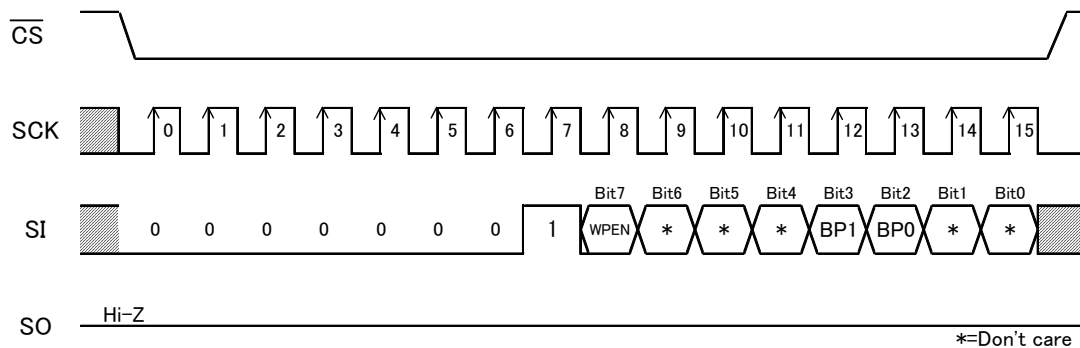 CS
SCK 0 1 2 3 4 5 6 7 8 9 10 11 12 13 14 15
Bit7 Bit6 Bit5 Bit4 Bit3 Bit2 Bit1 Bit0
SI 0 0 0 0 0 0 0 1 WPEN * * * BP1 BP0 * *
Hi-Z
SO
*=Don't care